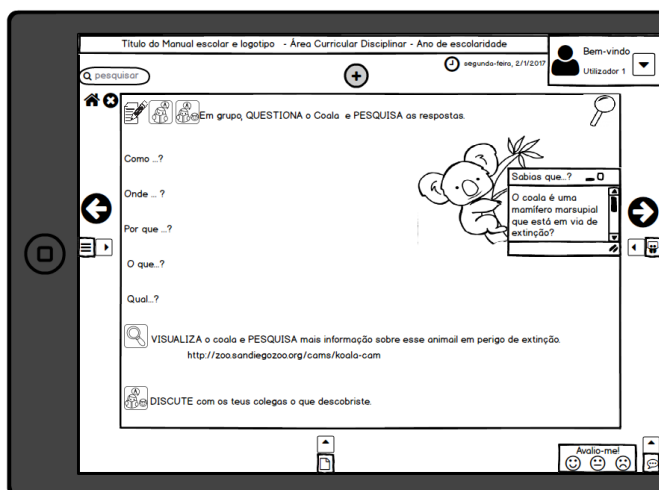 Título do Manual escolar e logotipo - Área Curricular Disciplinar - Ano de escolaridade
Bem-vindo
Utilizador 1
segunda-feira, 2/1/2017
pesquisar
Em grupo, QUESTIONA o Coala e PESQUISA as respostas.
Como ...?
Onde ... ?
Por que ...?
O que...?
Qual...?
Sabias que...?
O coala é uma
mamífero marsupial
que está em via de
extinção?
VISUALIZA o coala e PESQUISA mais informação sobre esse animail em perigo de extinção.
http://zoo.sandiegozoo.org/cams/koala-cam
DISCUTE com os teus colegas o que descobriste.
Avalia-me!